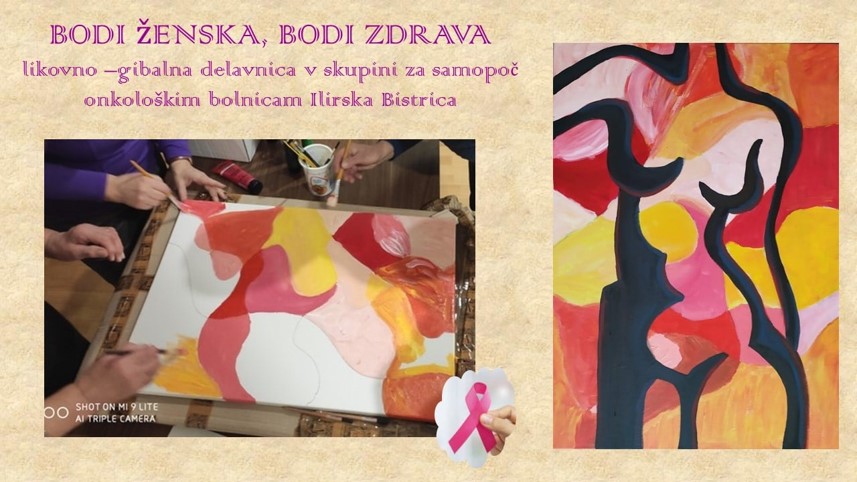 BODI ŽENSKA, BODI ZDRAVA
likovno –gibalna delavnica v skupini za samopoč
onkološkim bolnicam Ilirska Bistrica
SHOT ON MI 9 LITE
AI TRIPLE CAMERA